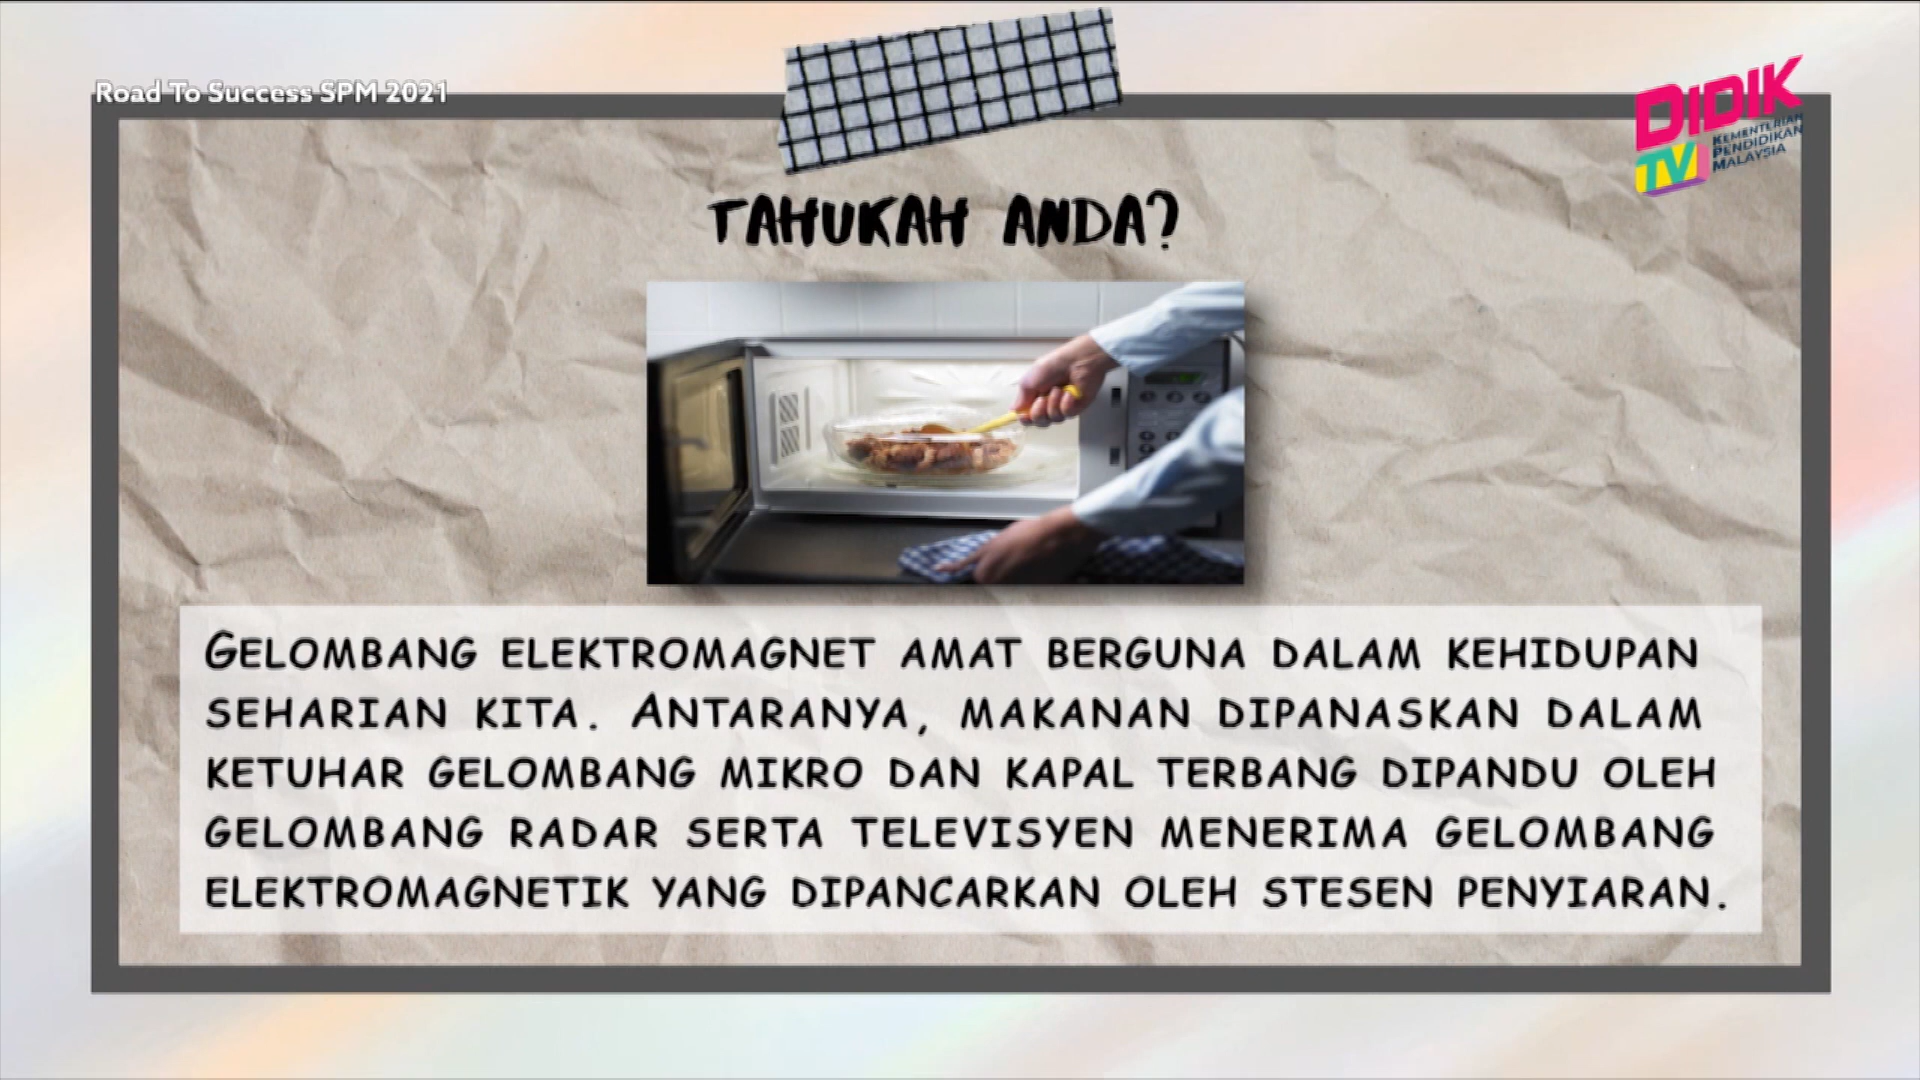 Road To Success SPM 2021
DIDIK
TV
KEMENTERIAN
PENDIDIKAN
MALAYSIA
TAHUKAH ANDA?
GELOMBANG ELEKTROMAGNET AMAT BERGUNA DALAM KEHIDUPAN
SEHARIAN KITA. ANTARANYA, MAKANAN DIPANASKAN DALAM
KETUHAR GELOMBANG MIKRO DAN KAPAL TERBANG DIPANDU OLEH
GELOMBANG RADAR SERTA TELEVISYEN MENERIMA GELOMBANG
ELEKTROMAGNETIK YANG DIPANCARKAN OLEH STESEN PENYIARAN.